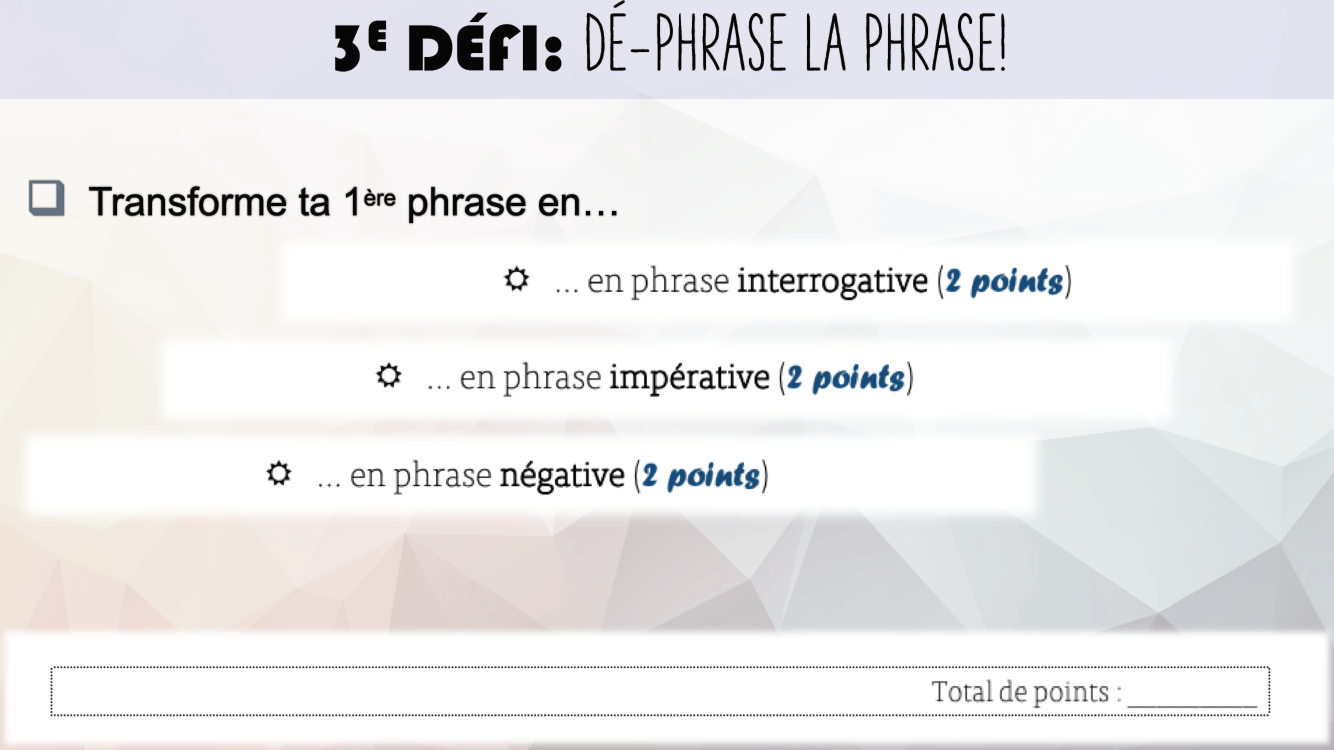 3E DÉFI: DÉ-PHRASE LA PHRASE!
Transforme ta 1ère phrase en…
… en phrase interrogative (2 points)
… en phrase impérative (2 points)
… en phrase négative (2 points)
Total de points : __________